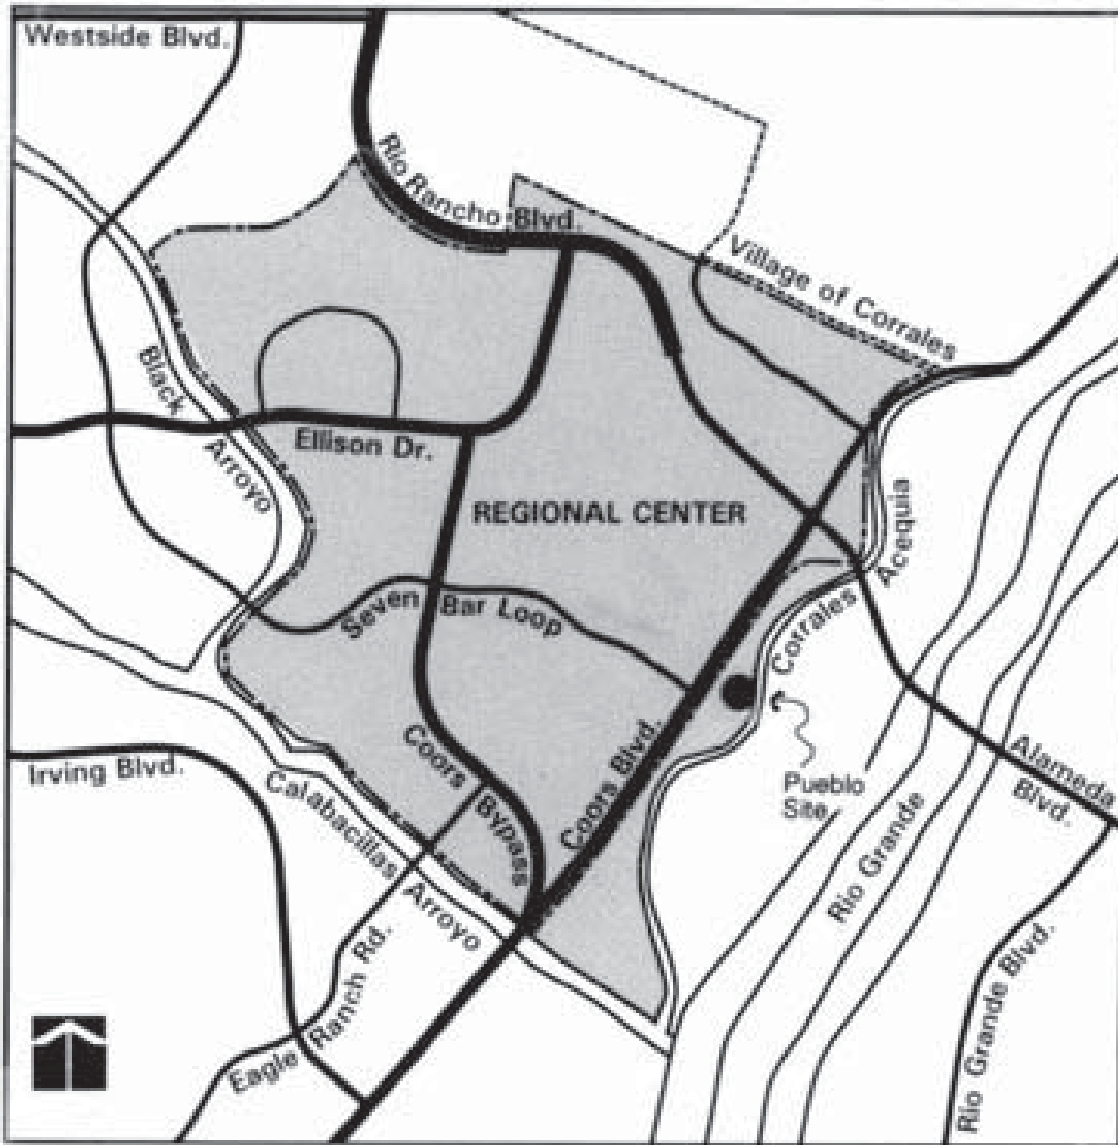 Westside Blvd.
Rio Rancho Blvd.
Village of Corrales
Black
Arroyo
Ellison Dr.
REGIONAL CENTER
Corrales Acequia
Seven Bar Loop
Coors
Bypass
Coors Blvd.
Irving Blvd.
Calabacillas Arroyo
Pueblo
Site
Alameda
Blvd.
Rio Grande
Eagle Ranch Rd.
Rio Grande Blvd.